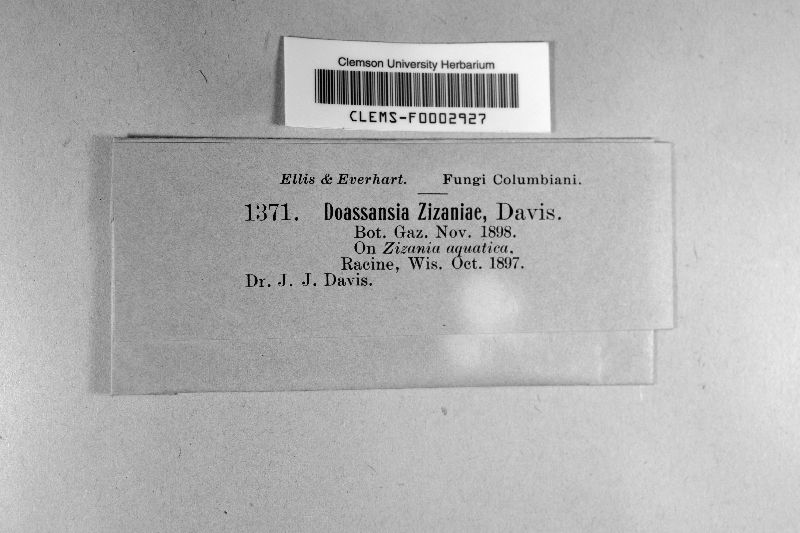 Clemson University Herbarium
CLEMS-F0002927
Ellis & Everhart. Fungi Columbiani.
1371. Doassansia Zizaniae, Davis.
Bot. Gaz. Nov. 1898.
On Zizania aquatica.
Racine, Wis. Oct. 1897.
Dr. J. J. Davis.